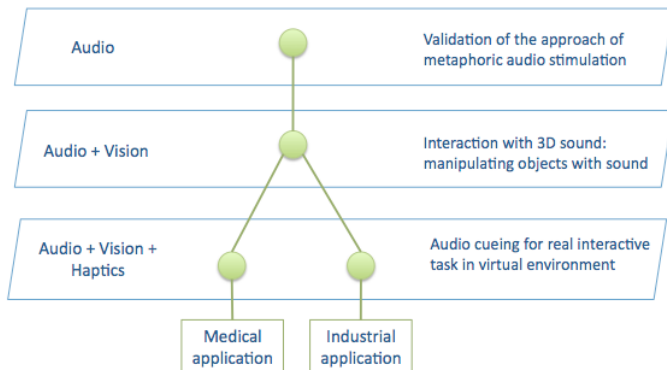 Audio
Validation of the approach of
metaphoric audio stimulation
Audio + Vision
Interaction with 3D sound:
manipulating objects with sound
Audio + Vision +
Haptics
Audio cueing for real interactive
task in virtual environment
Medical
application
Industrial
application